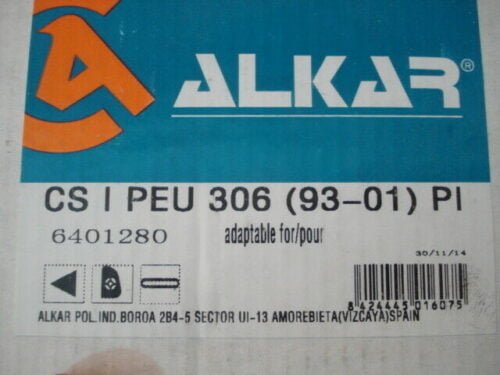 ALKAR®
CS I PEU 306 (93-01) PI
6401280
adaptable for/pour
30/11/14
8 424445 016075
ALKAR POL.IND.BOROA 2B4-5 SECTOR UI-13 AMOREBIETA(VIZCAYA)SPAIN